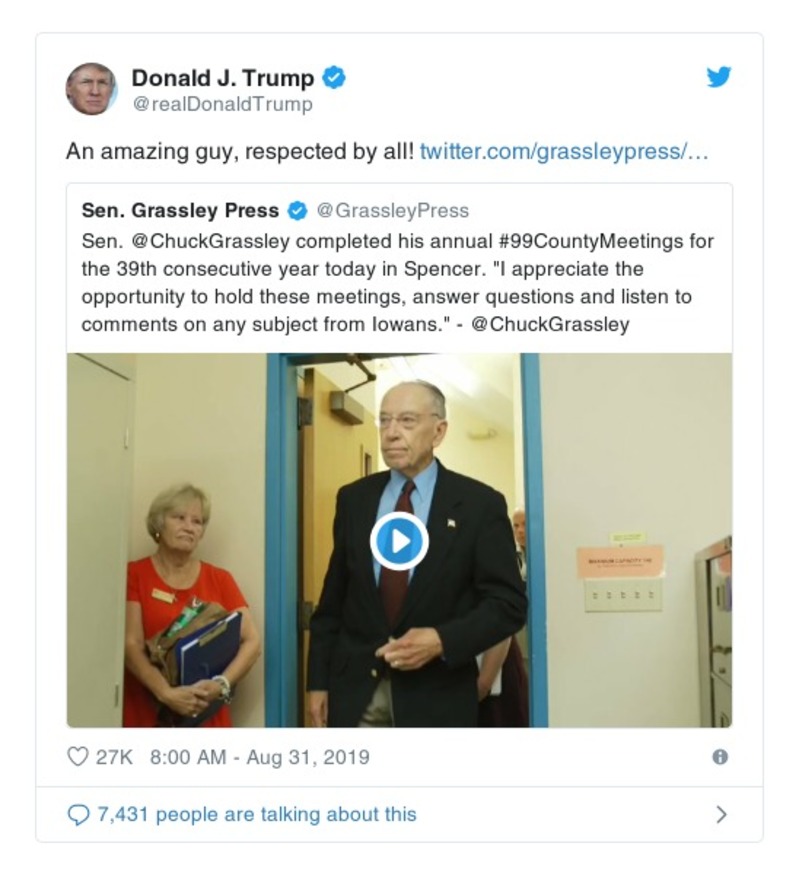 Donald J. Trump
@realDonaldTrump
An amazing guy, respected by all! twitter.com/grassleypress/…
Sen. Grassley Press @GrassleyPress
Sen. @ChuckGrassley completed his annual #99CountyMeetings for
the 39th consecutive year today in Spencer. "I appreciate the
opportunity to hold these meetings, answer questions and listen to
comments on any subject from Iowans." - @ChuckGrassley
MAXIMUM CAPACITY
27K 8:00 AM - Aug 31, 2019
7,431 people are talking about this